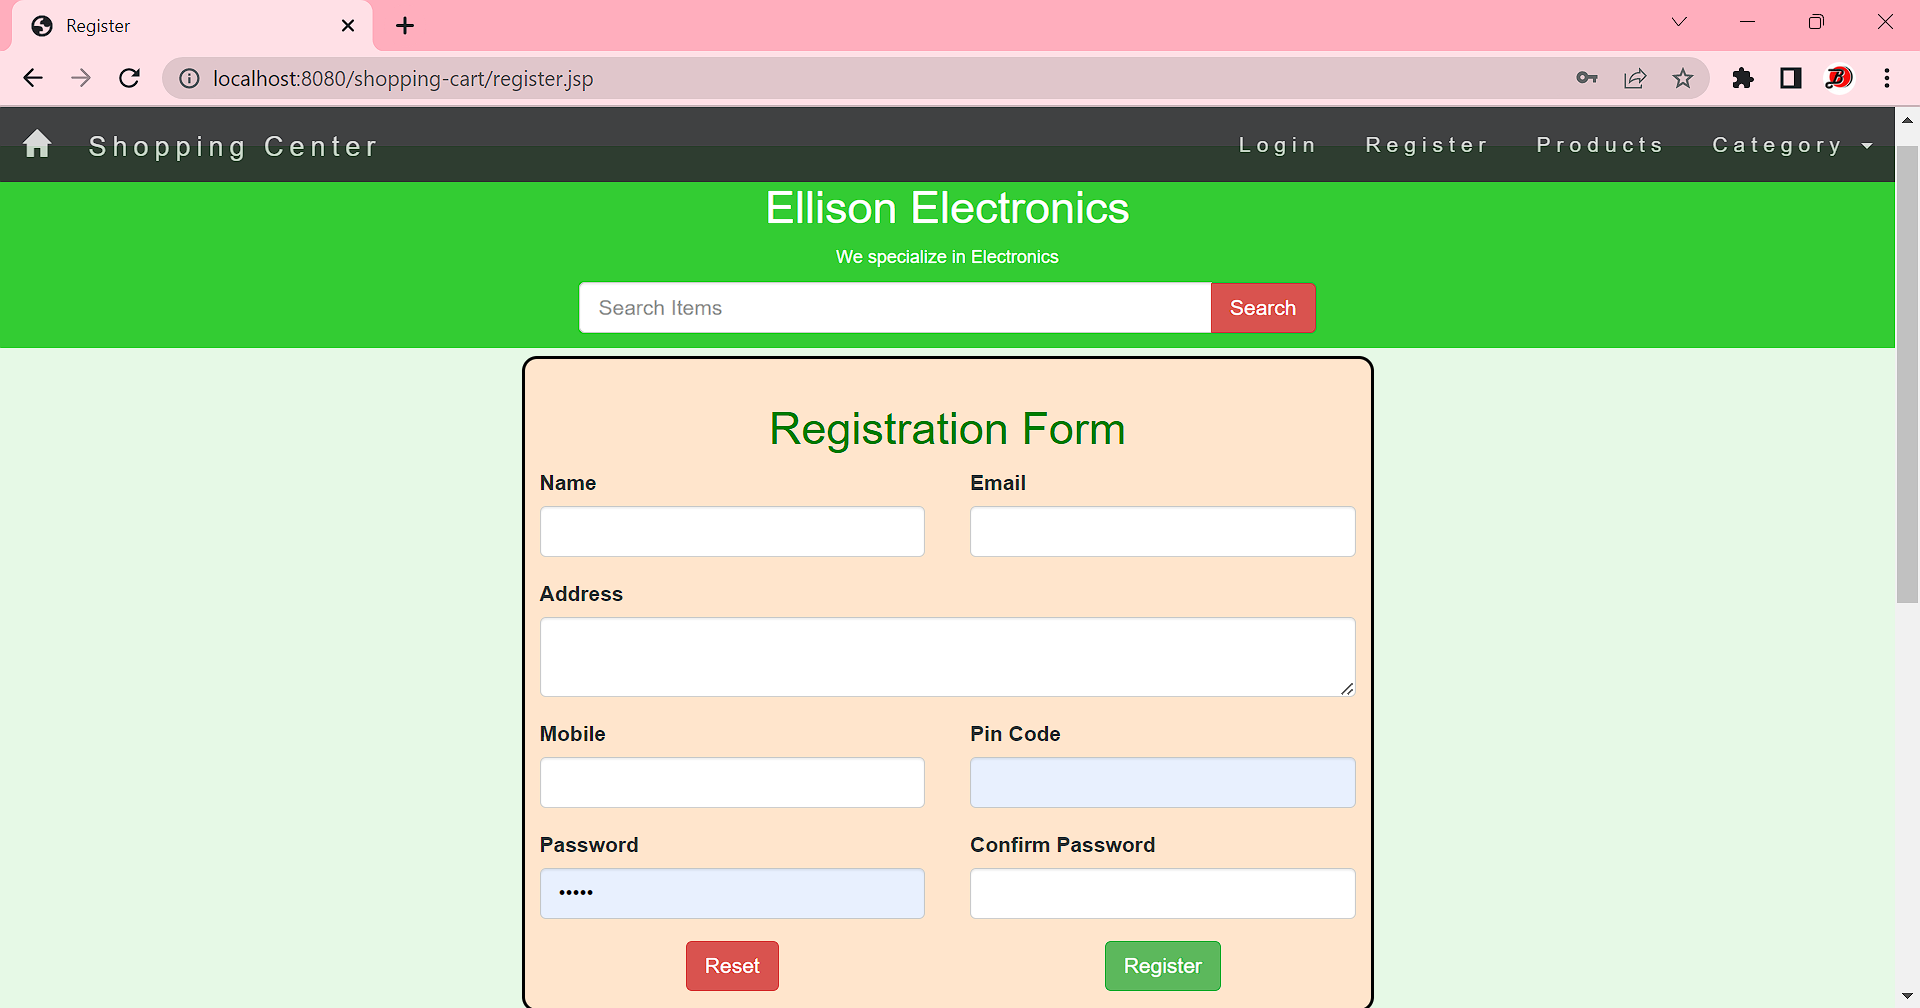 Register
localhost:8080/shopping-cart/register.jsp
Shopping Center Login Register Products Category
Ellison Electronics
We specialize in Electronics
Search Items Search
Registration Form
Name Email
Address
Mobile Pin Code
Password Confirm Password
•••••
Reset Register